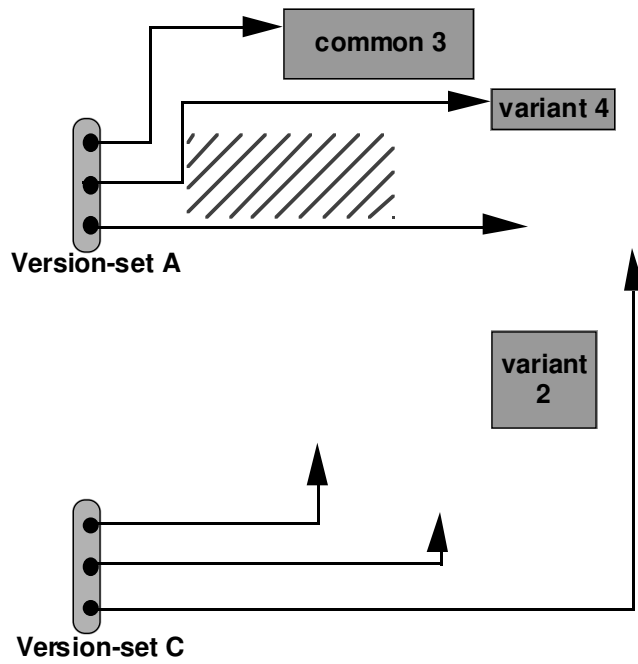 common 3
variant 4
Version-set A
variant
2
Version-set C